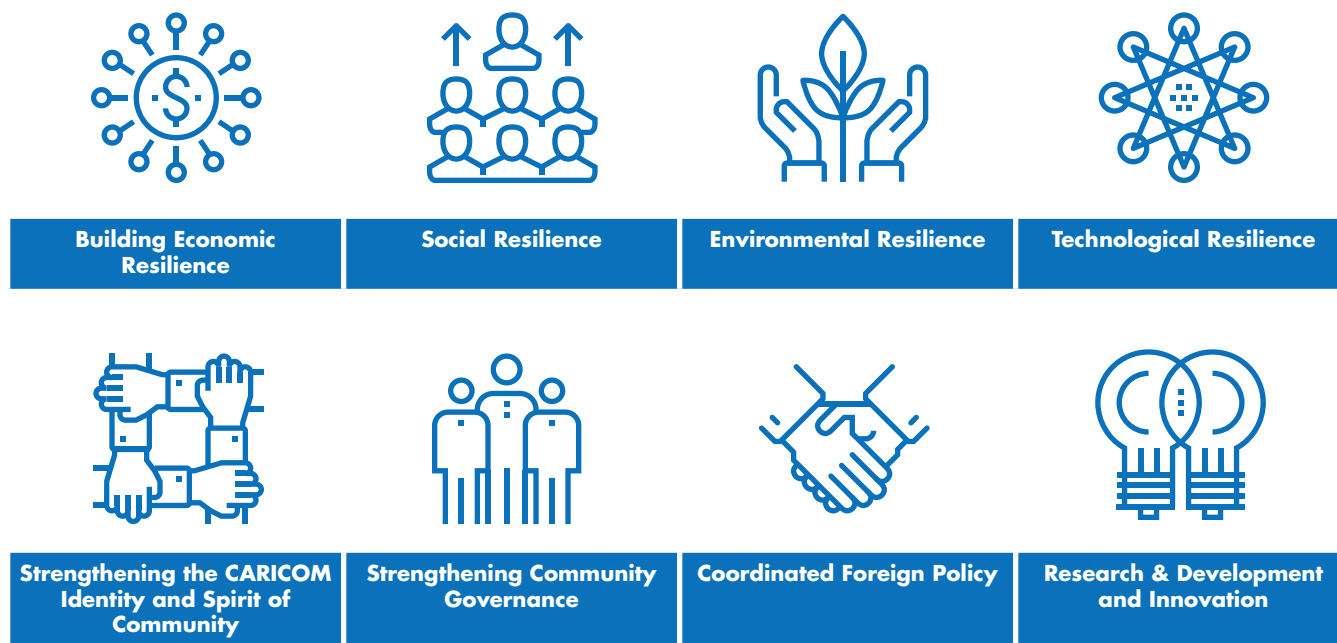 Building Economic
Resilience
Social Resilience
Environmental Resilience
Technological Resilience
Strengthening the CARICOM
Identity and Spirit of
Community
Strengthening Community
Governance
Coordinated Foreign Policy
Research & Development
and Innovation